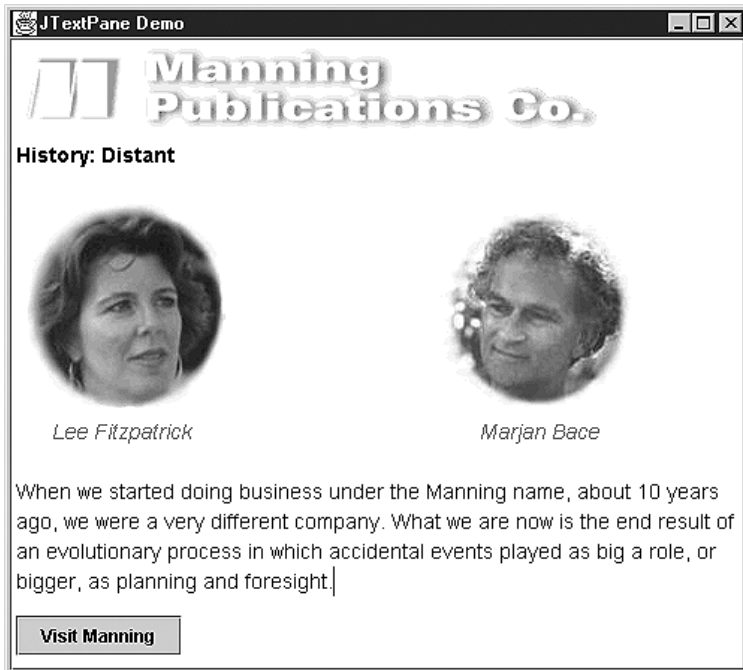 JTextPane Demo
Manning
Publications Co.
History: Distant
Lee Fitzpatrick
Marjan Bace
When we started doing business under the Manning name, about 10 years
ago, we were a very different company. What we are now is the end result of
an evolutionary process in which accidental events played as big a role, or
bigger, as planning and foresight.
Visit Manning